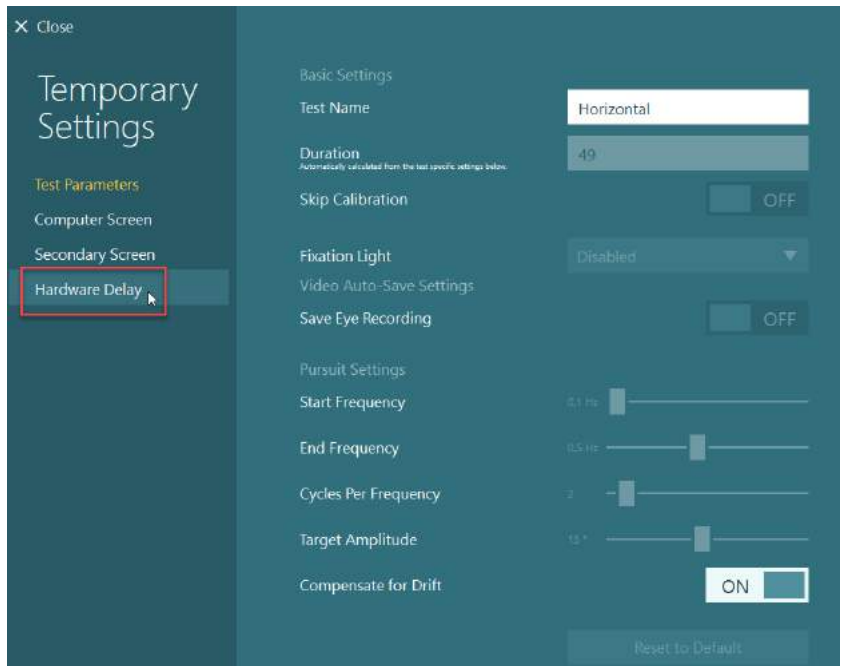 Close
Temporary
Settings
Test Parameters
Computer Screen
Secondary Screen
Hardware Delay
Basic Settings
Test Name
Horizontal
Duration
49
Automatically calculated from the test specific settings below.
Skip Calibration
OFF
Fixation Light
Disabled
Video Auto-Save Settings
Save Eye Recording
OFF
Pursuit Settings
Start Frequency
0,1 Hz
End Frequency
0,5 Hz
Cycles Per Frequency
2
Target Amplitude
15 °
Compensate for Drift
ON
Reset to Default